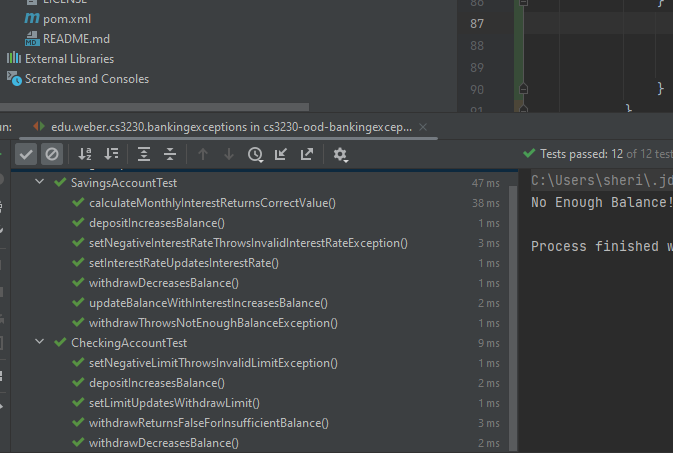 LICENSE
pom.xml
README.md
External Libraries
Scratches and Consoles
86
87
88
89
90
91
}
}
}
un:
edu.weber.cs3230.bankingexceptions in cs3230-ood-bankingexcep...
Tests passed: 12 of 12 test
SavingsAccountTest 47 ms
calculateMonthlyInterestReturnsCorrectValue() 38 ms
depositIncreasesBalance() 1 ms
setNegativeInterestRateThrowsInvalidInterestRateException() 3 ms
setInterestRateUpdatesInterestRate() 1 ms
withdrawDecreasesBalance() 1 ms
updateBalanceWithInterestIncreasesBalance() 2 ms
withdrawThrowsNotEnoughBalanceException() 1 ms
CheckingAccountTest 9 ms
setNegativeLimitThrowsInvalidLimitException() 1 ms
depositIncreasesBalance() 2 ms
setLimitUpdatesWithdrawLimit() 1 ms
withdrawReturnsFalseForInsufficientBalance() 3 ms
withdrawDecreasesBalance() 2 ms
C:\Users\sheri\.jd
No Enough Balance!
Process finished w